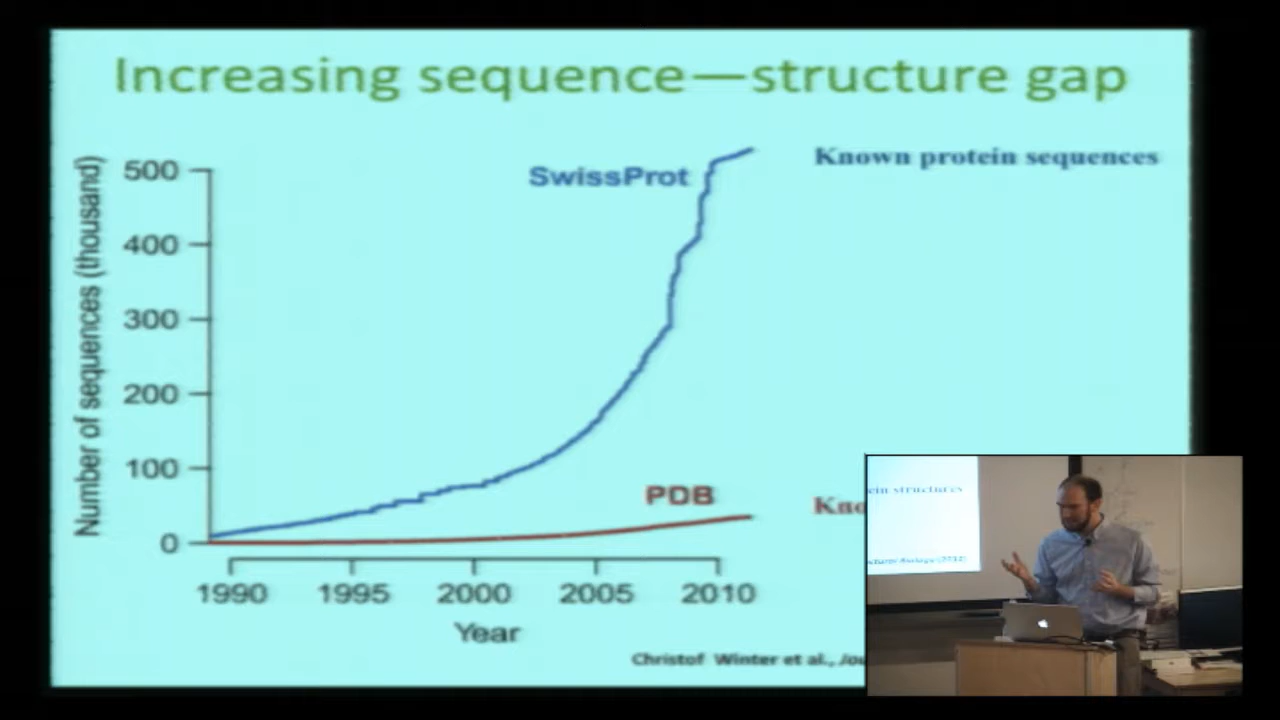 Increasing sequence—structure gap
Number of sequences (thousand)
500
400
300
200
100
0
SwissProt
Known protein sequences
PDB
Kno
1990 1995 2000 2005 2010
Year
Christof Winter et al., Jou
ein structures